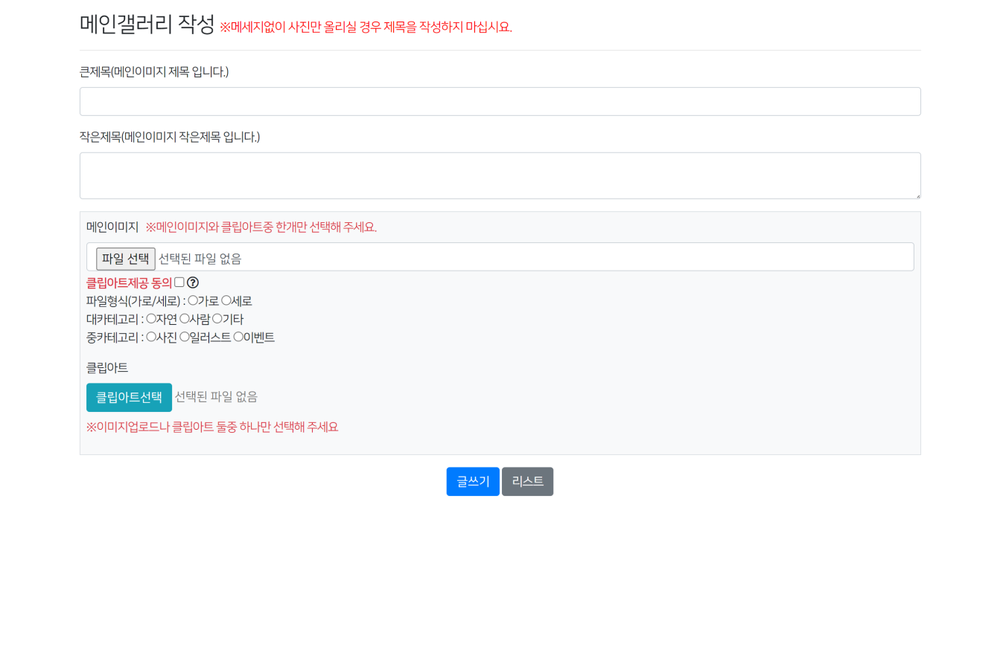 메인갤러리 작성 ※메세지없이 사진만 올리실 경우 제목을 작성하지 마십시요.
큰제목(메인이미지 제목 입니다.)
작은제목(메인이미지 작은제목 입니다.)
메인이미지 ※메인이미지와 클립아트중 한개만 선택해 주세요.
파일 선택 선택된 파일 없음
클립아트제공 동의
파일형식(가로/세로) : 가로 세로
대카테고리 : 자연 사람 기타
중카테고리 : 사진 일러스트 이벤트
클립아트
클립아트선택 선택된 파일 없음
※이미지업로드나 클립아트 둘중 하나만 선택해 주세요
글쓰기 리스트